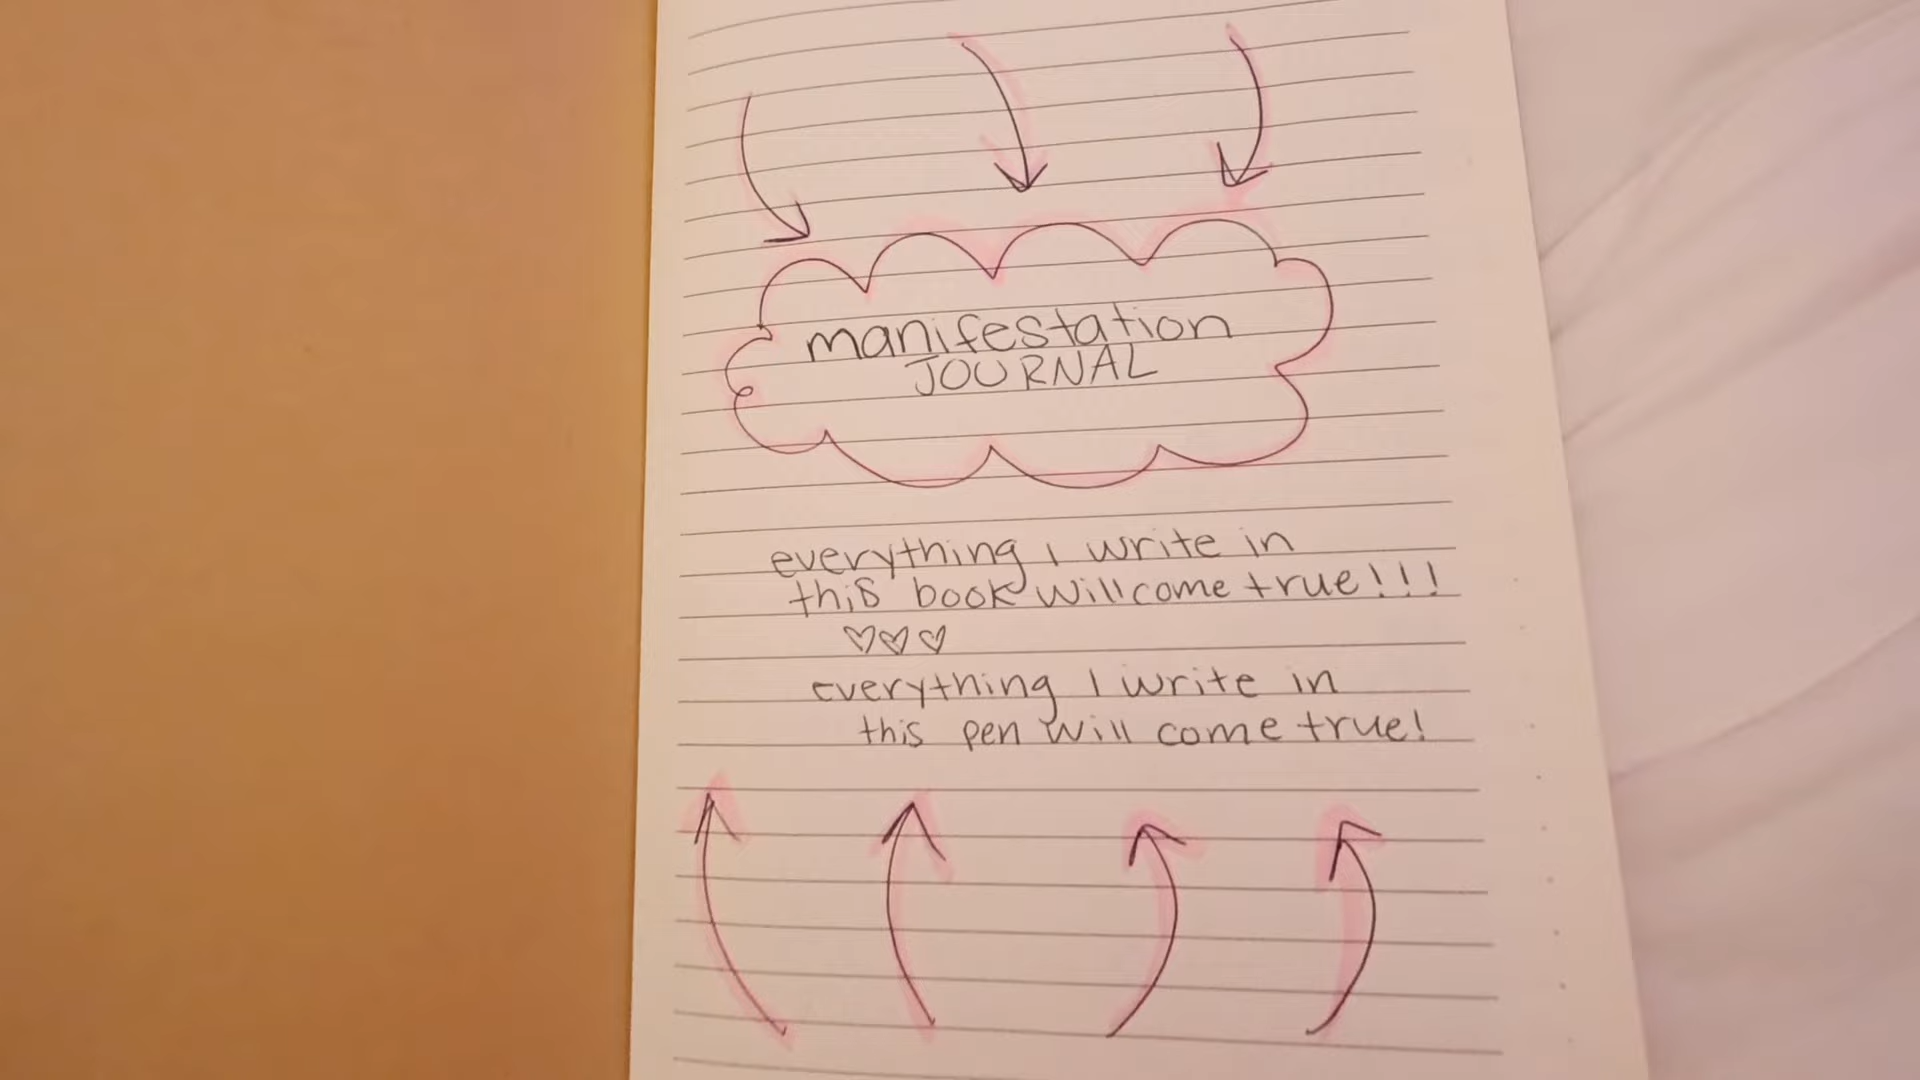 manifestation
JOURNAL
everything I write in
this book will come true!!!
♡♡♡
everything I write in
this pen will come true!